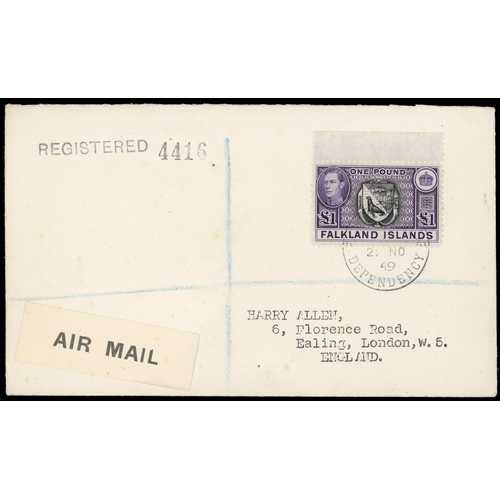 REGISTERED 4416
ONE POUND
£1 £1
FALKLAND ISLANDS
NO
49
DEPENDENCY
HARRY ALLEN,
6, Florence Road,
Ealing, London, W. 5.
ENGLAND.
AIR MAIL